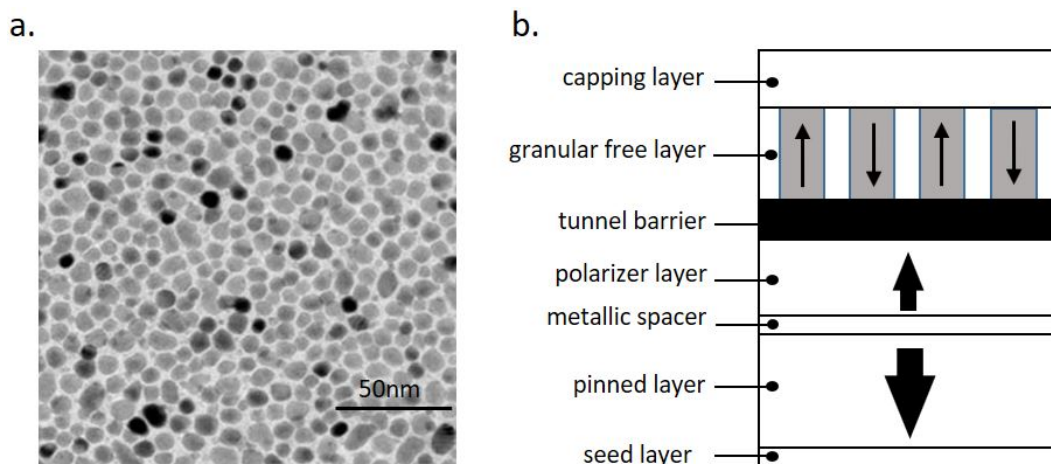 a.
50nm
b.
capping layer
granular free layer
tunnel barrier
polarizer layer
metallic spacer
pinned layer
seed layer